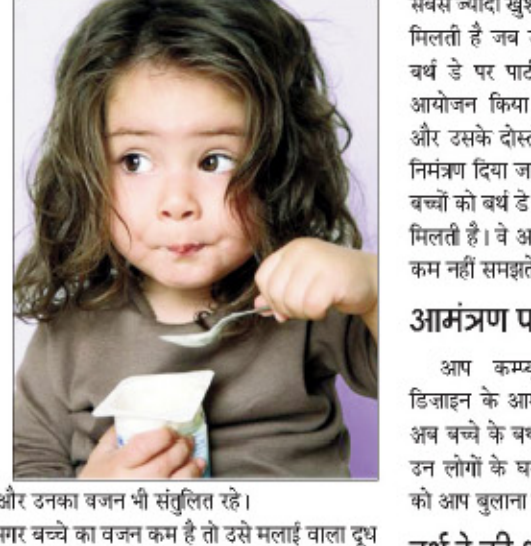 और उनका वजन भी संतुलित रहे।
अगर बच्चे का वजन कम है तो उसे मलाई वाला दूध
सबसे ज्यादा
मिलती है जब
बर्थ डे पर
आयोजन किया
और उसके
निमंत्रण दिया
बच्चों को बर्थ डे
मिलती है। वे
कम नहीं समझते
आमंत्रण
आप
डिज़ाइन के
अब बच्चे के
उन लोगों के
को आप बुलाना